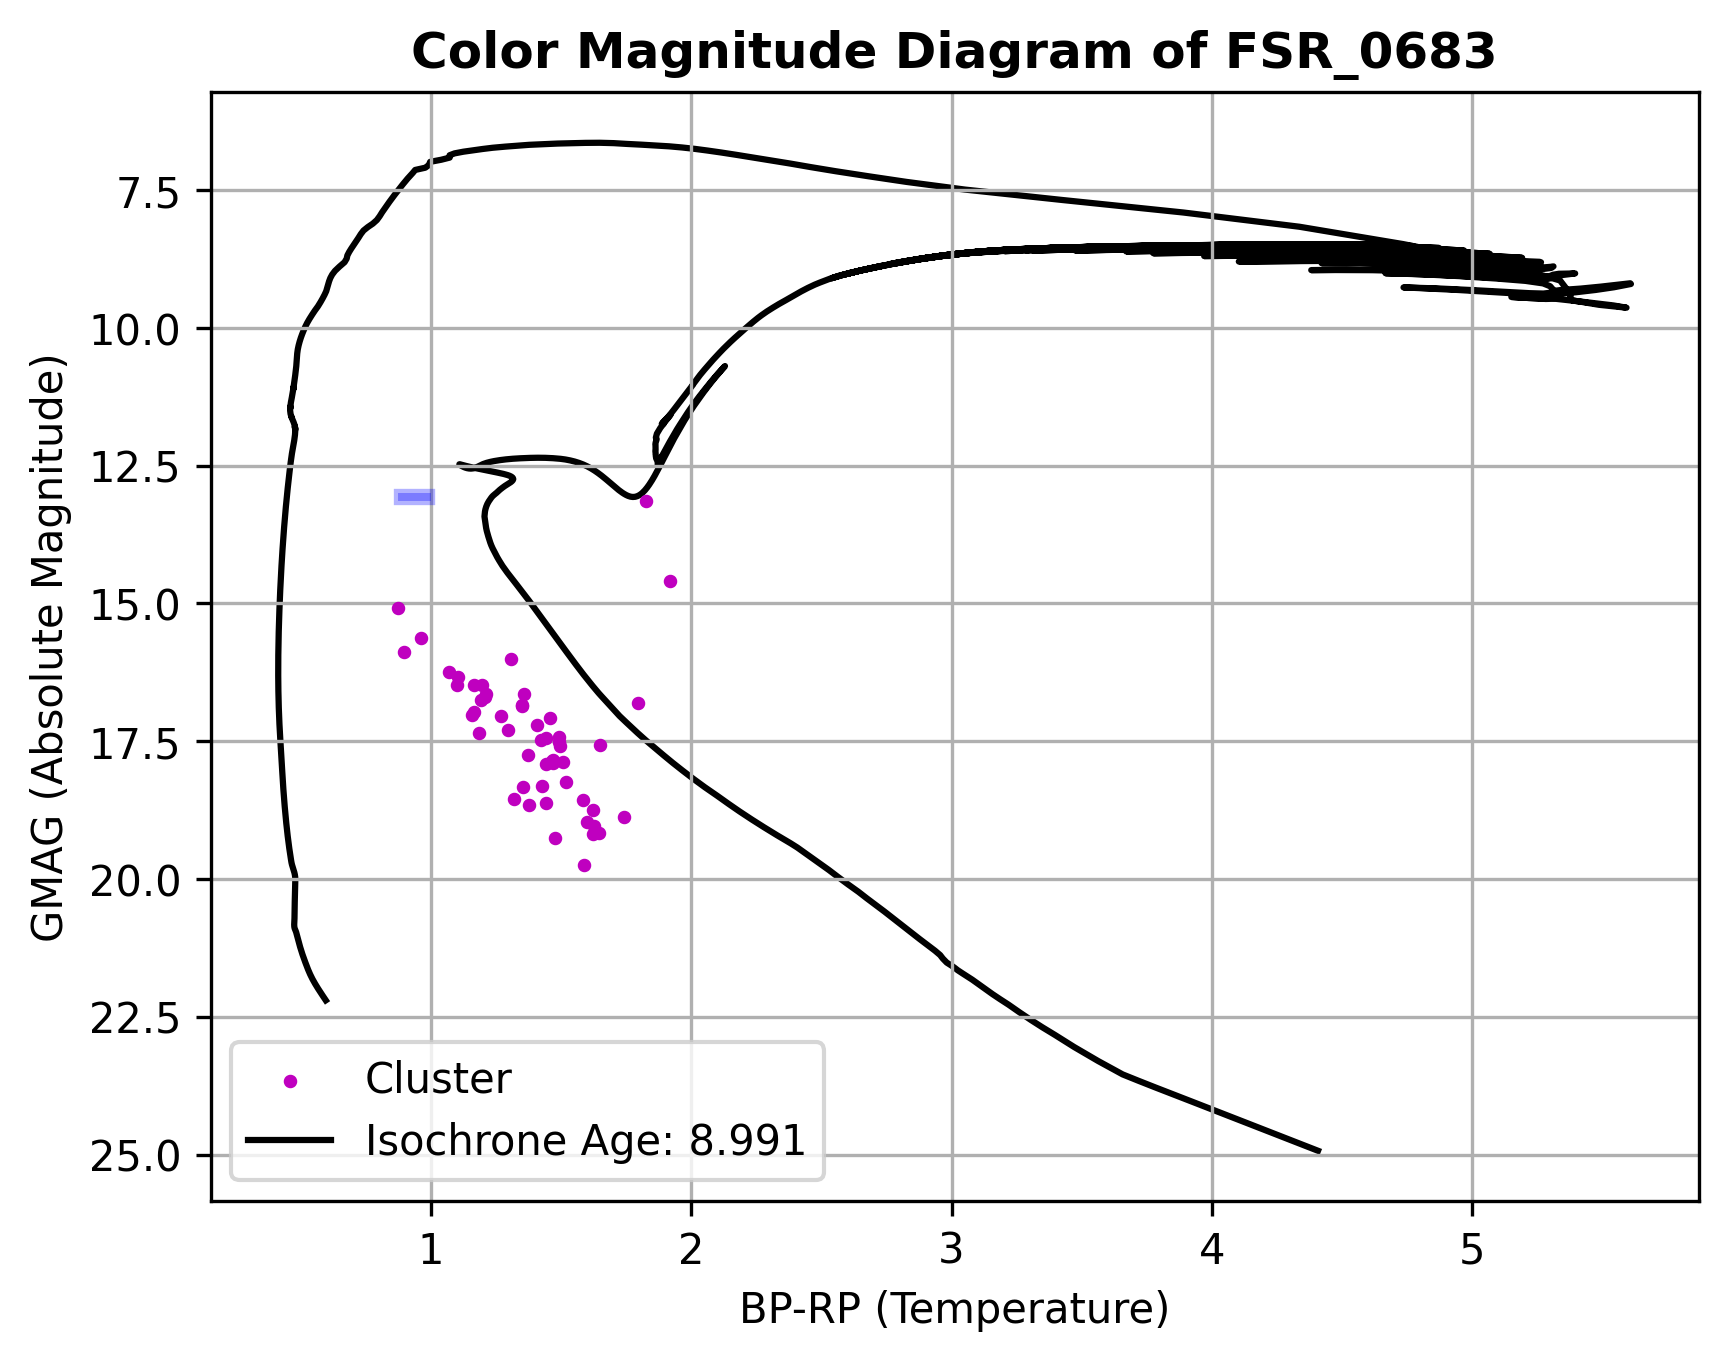 Color Magnitude Diagram of FSR_0683
GMAG (Absolute Magnitude)
7.5
10.0
12.5
15.0
17.5
20.0
22.5
25.0
Cluster
Isochrone Age: 8.991
1 2 3 4 5
BP-RP (Temperature)